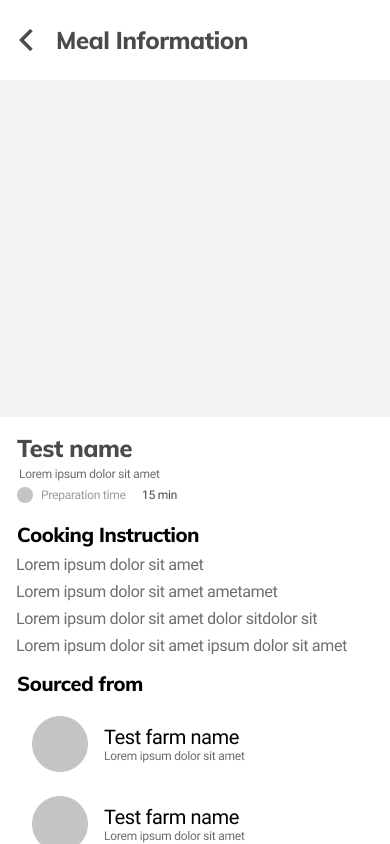 Meal Information
Test name
Lorem ipsum dolor sit amet
Preparation time 15 min
Cooking Instruction
Lorem ipsum dolor sit amet
Lorem ipsum dolor sit amet ametamet
Lorem ipsum dolor sit amet dolor sitdolor sit
Lorem ipsum dolor sit amet ipsum dolor sit amet
Sourced from
Test farm name
Lorem ipsum dolor sit amet
Test farm name
Lorem ipsum dolor sit amet